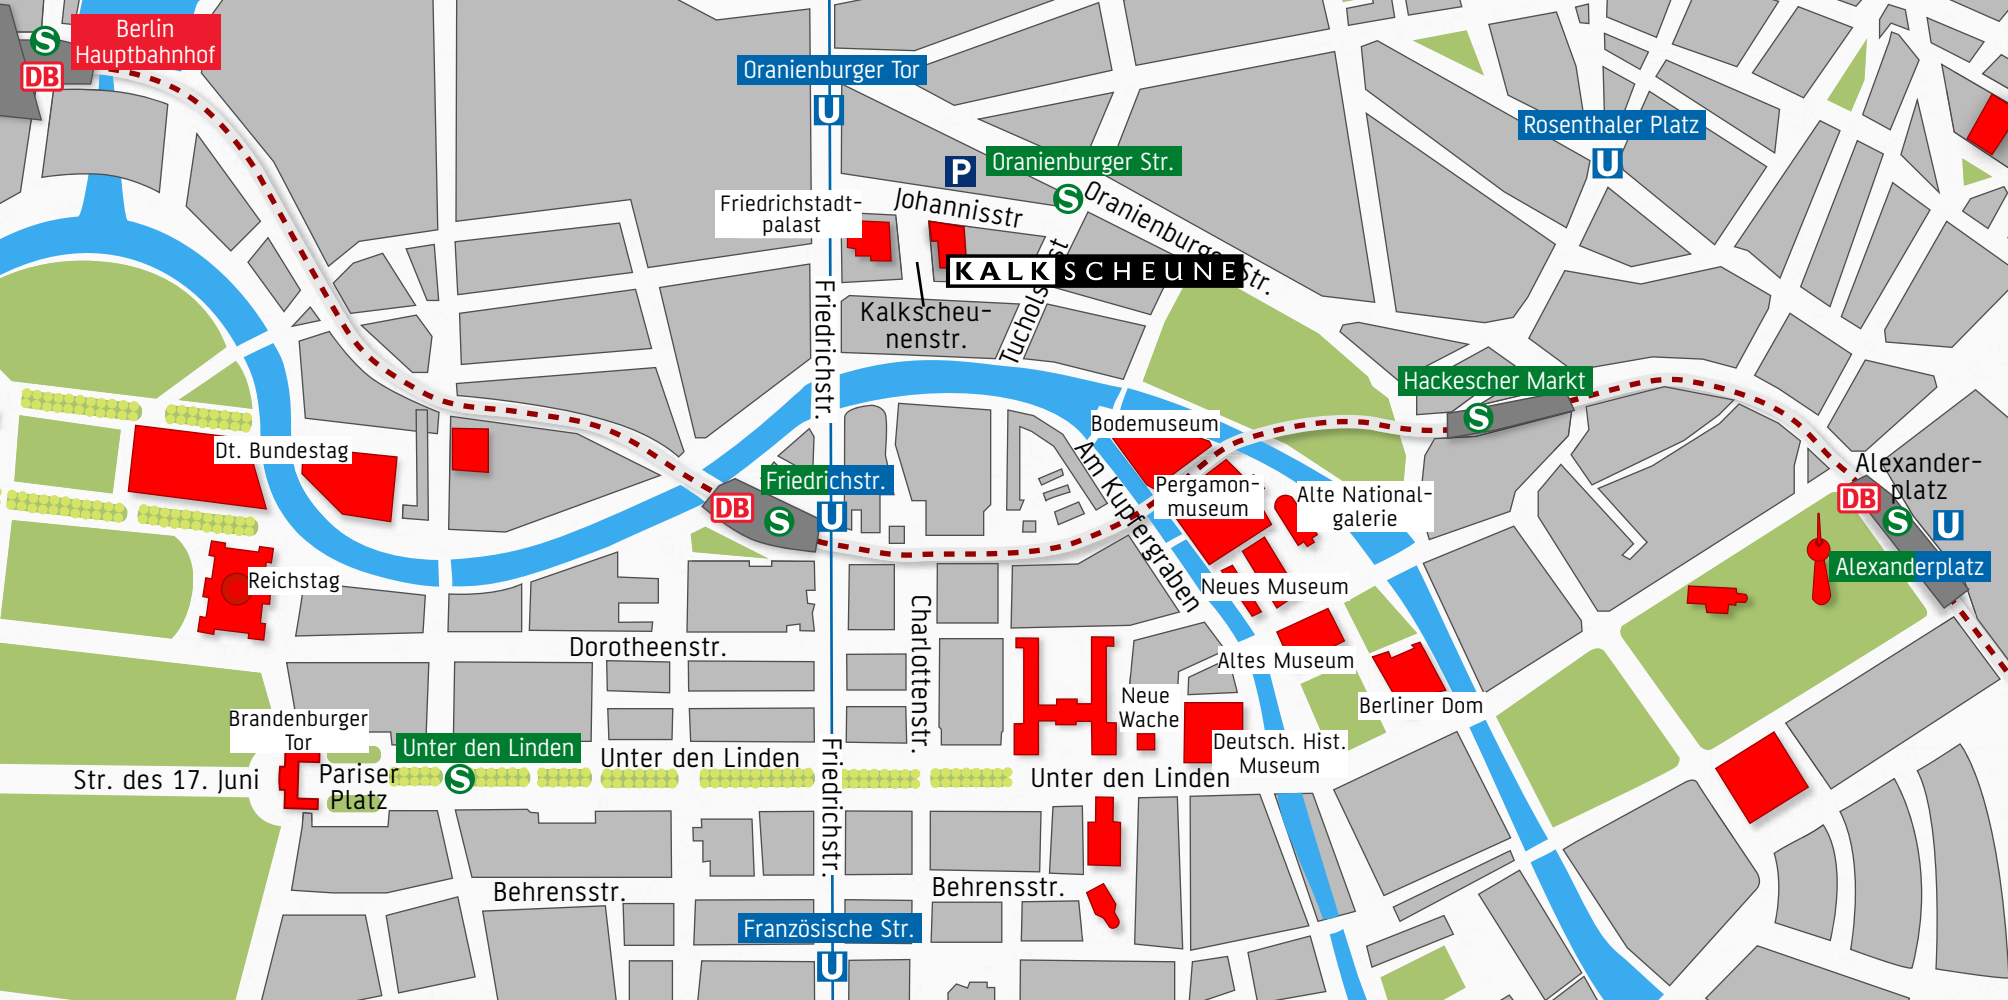 Berlin
Hauptbahnhof
S
DB
Oranienburger Tor
U
Rosenthaler Platz
U
P
Oranienburger Str.
S
Oranienburger Str.
Friedrichstadt-
palast
Johannisstr
KALKSCHEUNE
Kalkscheu-
nenstr.
Tucholskyst
Friedrichstr.
Hackescher Markt
S
Bodemuseum
Dt. Bundestag
Am Kupfergraben
Pergamon-
museum
Alte National-
galerie
Alexander-
platz
DB
S
U
Alexanderplatz
Friedrichstr.
DB
S
U
Reichstag
Neues Museum
Charlottenstr.
Dorotheenstr.
Altes Museum
Berliner Dom
Neue
Wache
Deutsch. Hist.
Museum
Brandenburger
Tor
Unter den Linden
S
Unter den Linden
Unter den Linden
Str. des 17. Juni
Pariser
Platz
Friedrichstr.
Behrensstr.
Behrensstr.
Französische Str.
U